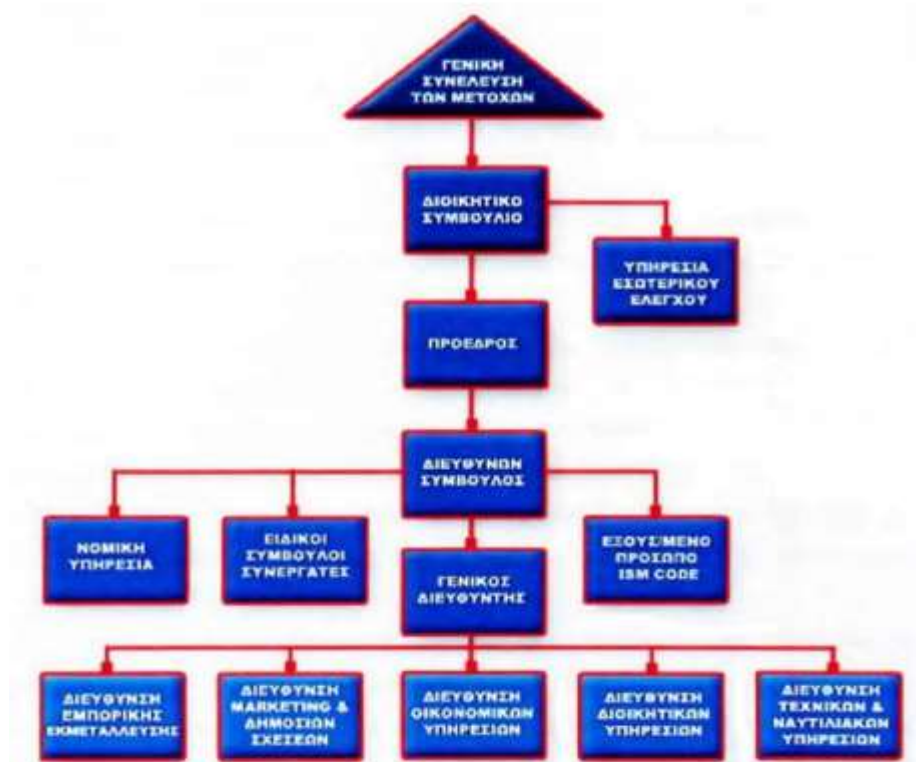 ΓΕΝΙΚΗ
ΣΥΝΕΛΕΥΣΗ
ΤΩΝ ΜΕΤΟΧΩΝ
ΔΙΟΙΚΗΤΙΚΟ
ΣΥΜΒΟΥΛΙΟ
ΥΠΗΡΕΣΙΑ
ΕΣΩΤΕΡΙΚΟΥ
ΕΛΕΓΧΟΥ
ΠΡΟΕΔΡΟΣ
ΔΙΕΥΘΥΝΩΝ
ΣΥΜΒΟΥΛΟΣ
ΝΟΜΙΚΗ
ΥΠΗΡΕΣΙΑ
ΕΙΔΙΚΟΙ
ΣΥΜΒΟΥΛΟΙ
ΣΥΝΕΡΓΑΤΕΣ
ΕΞΟΥΣ/ΜΕΝΟ
ΠΡΟΣΩΠΟ
ISM CODE
ΓΕΝΙΚΟΣ
ΔΙΕΥΘΥΝΤΗΣ
ΔΙΕΥΘΥΝΣΗ
ΕΜΠΟΡΙΚΗΣ
ΕΚΜΕΤΑΛΛΕΥΣΗΣ
ΔΙΕΥΘΥΝΣΗ
MARKETING &
ΔΗΜΟΣΙΩΝ
ΣΧΕΣΕΩΝ
ΔΙΕΥΘΥΝΣΗ
ΟΙΚΟΝΟΜΙΚΩΝ
ΥΠΗΡΕΣΙΩΝ
ΔΙΕΥΘΥΝΣΗ
ΔΙΟΙΚΗΤΙΚΩΝ
ΥΠΗΡΕΣΙΩΝ
ΔΙΕΥΘΥΝΣΗ
ΤΕΧΝΙΚΩΝ &
ΝΑΥΤΙΛΙΑΚΩΝ
ΥΠΗΡΕΣΙΩΝ